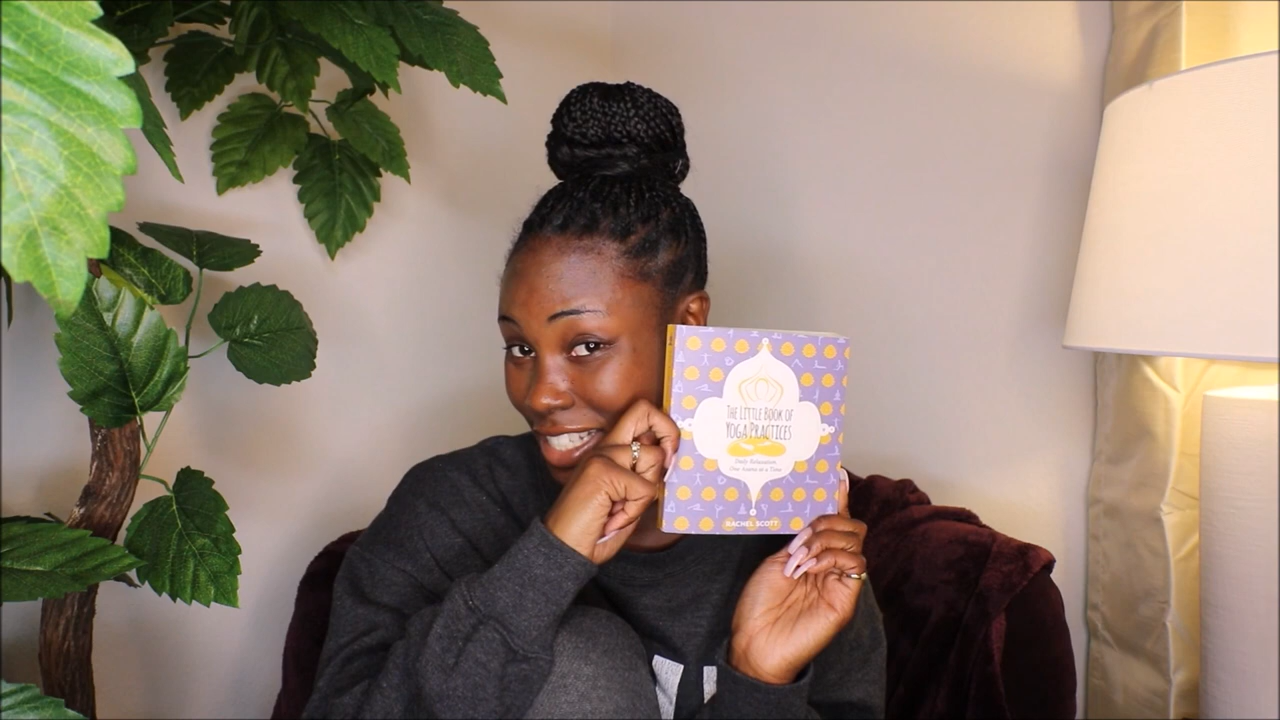 THE LITTLE BOOK OF
YOGA PRACTICES
Daily Relaxation,
One Asana at a Time
RACHEL SCOTT